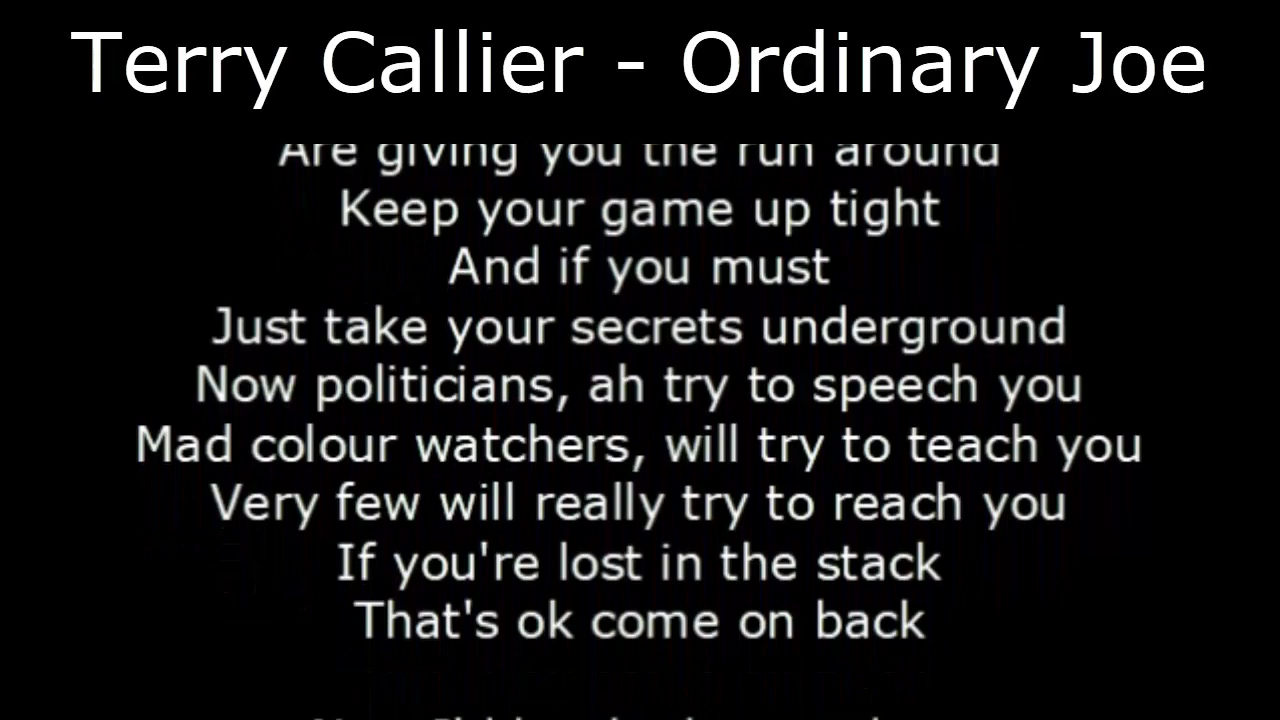 Terry Callier - Ordinary Joe
Are giving you the run around
Keep your game up tight
And if you must
Just take your secrets underground
Now politicians, ah try to speech you
Mad colour watchers, will try to teach you
Very few will really try to reach you
If you're lost in the stack
That's ok come on back